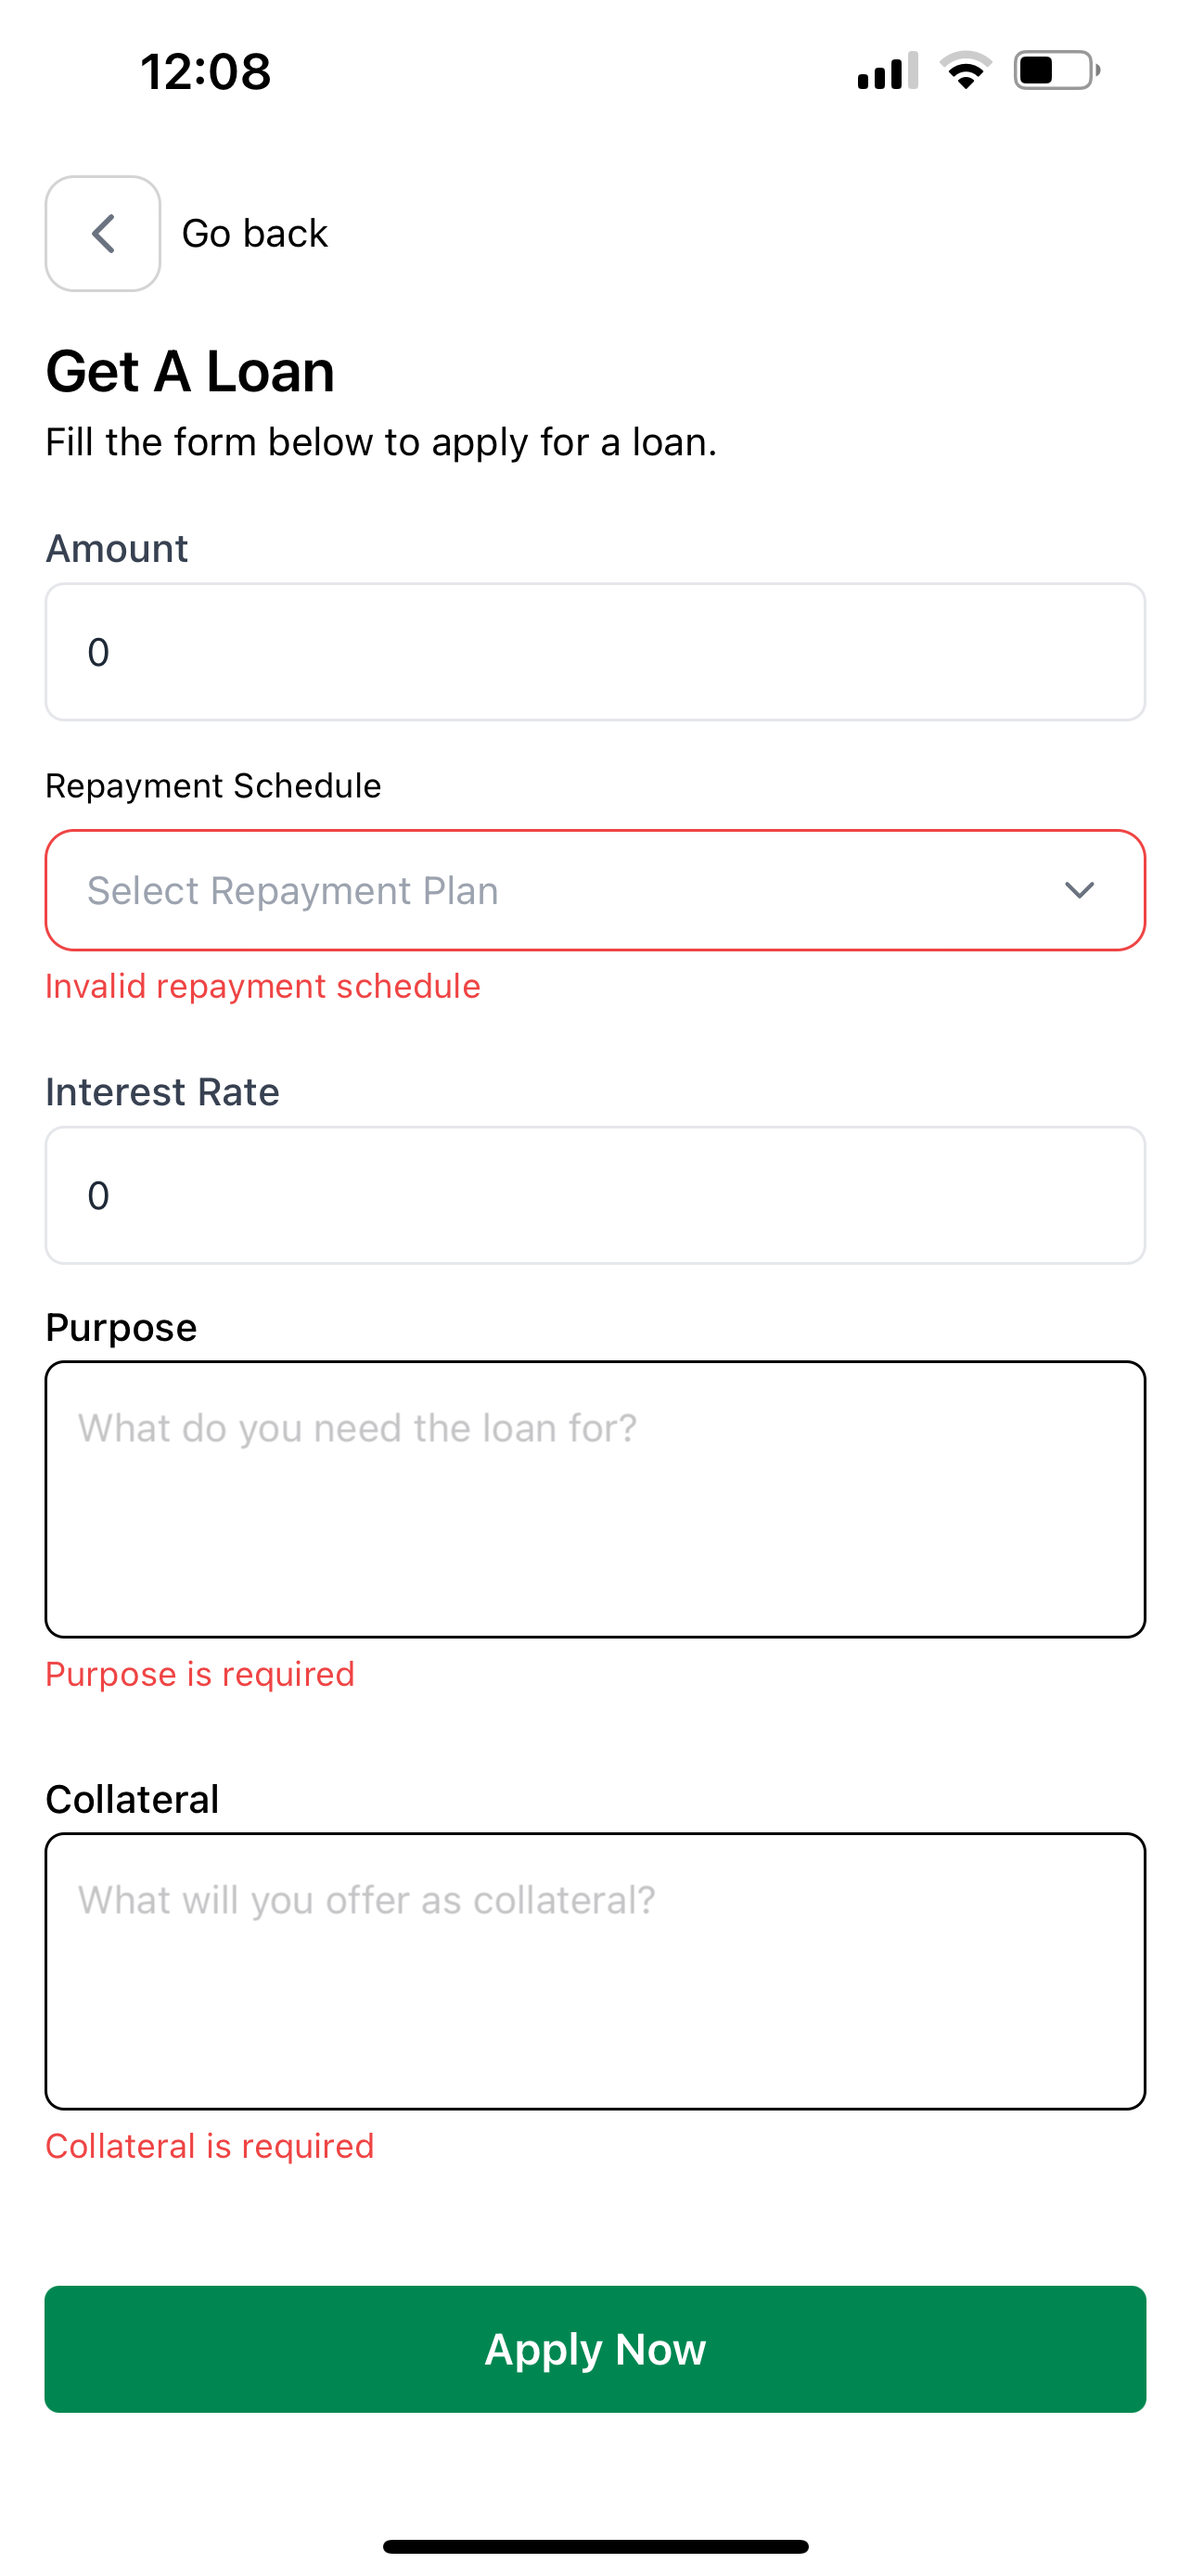 12:08
Go back
Get A Loan
Fill the form below to apply for a loan.
Amount
0
Repayment Schedule
Select Repayment Plan
Invalid repayment schedule
Interest Rate
0
Purpose
What do you need the loan for?
Purpose is required
Collateral
What will you offer as collateral?
Collateral is required
Apply Now